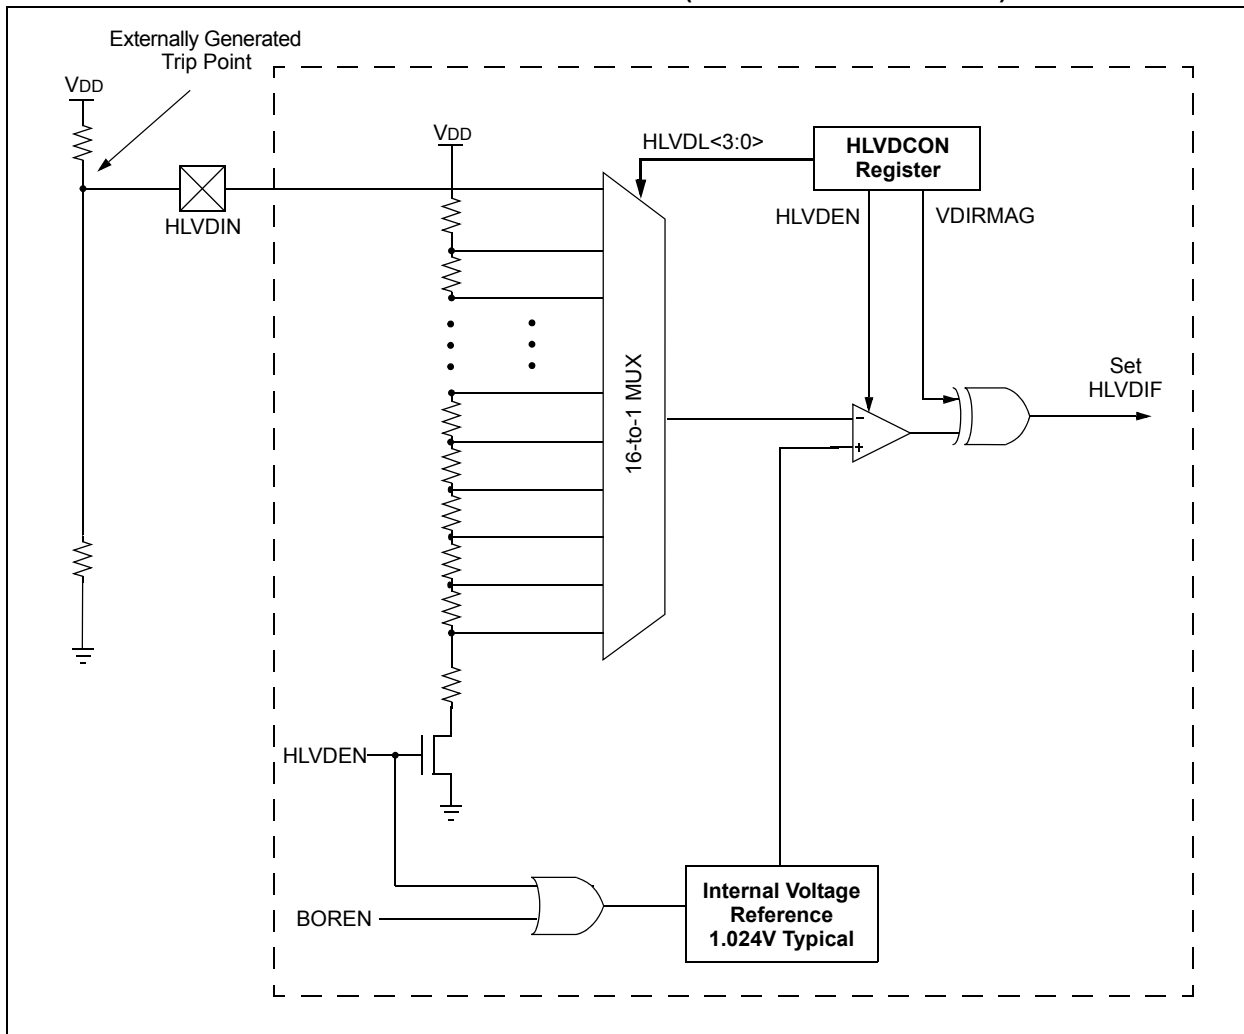 Externally Generated
Trip Point
VDD
VDD
HLVDL<3:0>
HLVDCON
Register
HLVDIN
HLVDEN
VDIRMAG
16-to-1 MUX
Set
HLVDIF
-
+
HLVDEN
BOREN
Internal Voltage
Reference
1.024V Typical